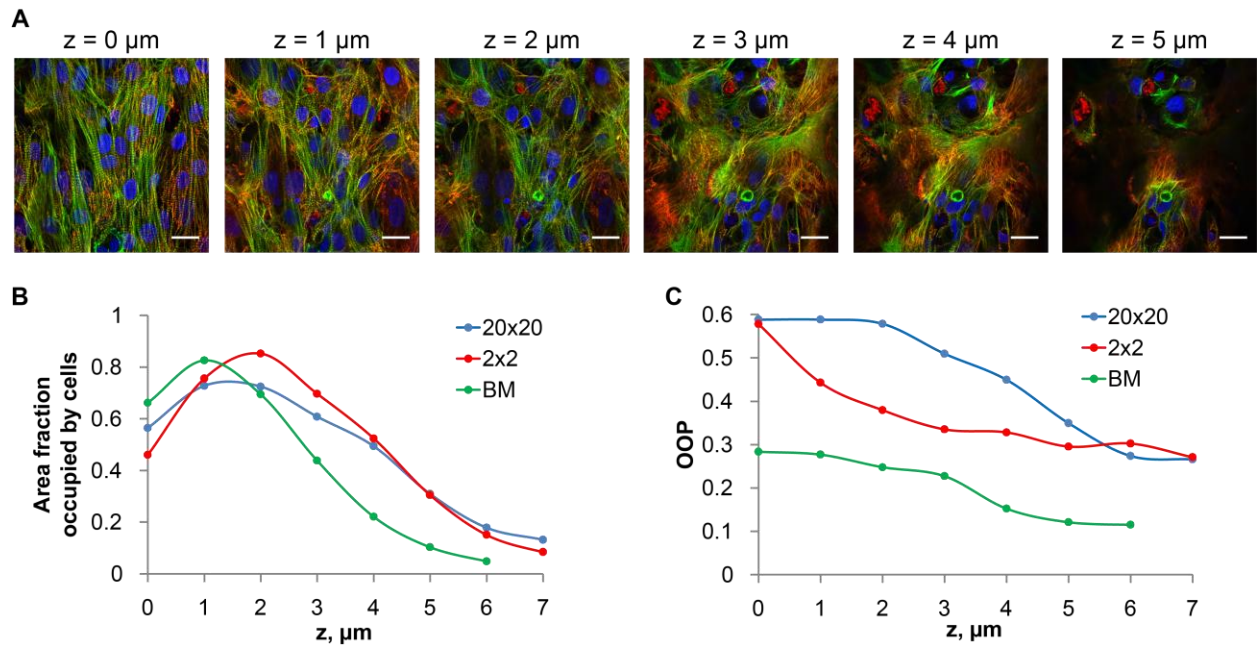 A
z = 0 µm z = 1 µm z = 2 µm z = 3 µm z = 4 µm z = 5 µm
B
Area fraction
occupied by cells
1
0.8
0.6
0.4
0.2
0
0 1 2 3 4 5 6 7
z, µm
20x20
2x2
BM
C
OOP
0.6
0.5
0.4
0.3
0.2
0.1
0
0 1 2 3 4 5 6 7
z, µm
20x20
2x2
BM